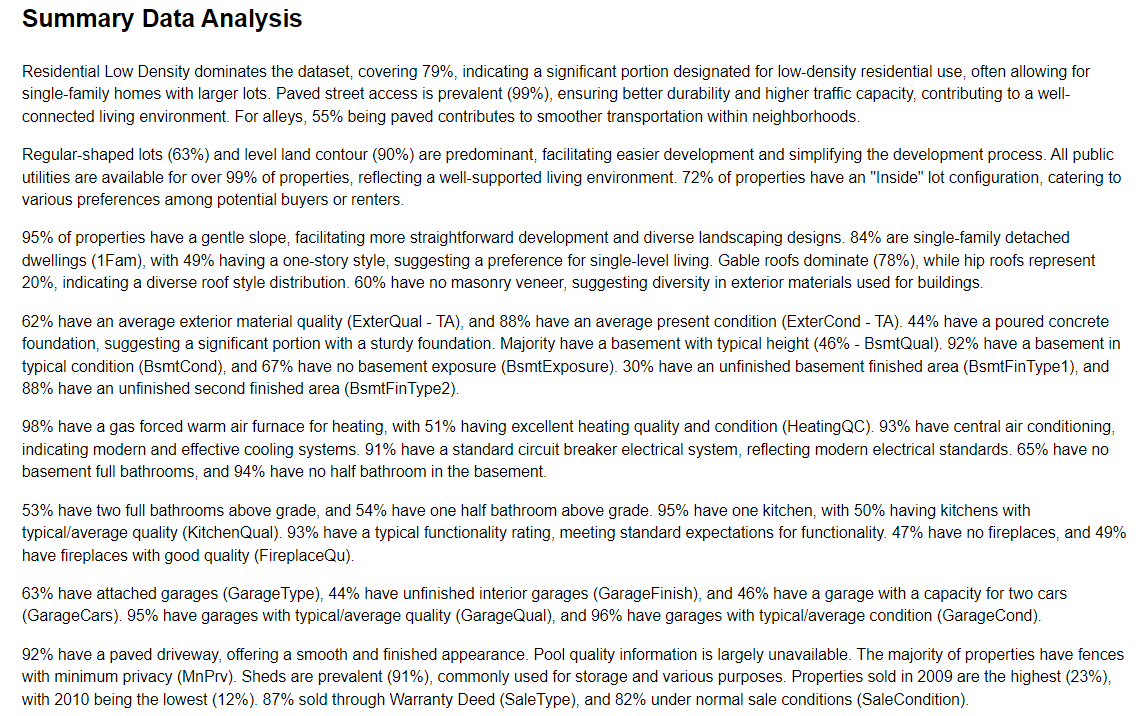 Summary Data Analysis
Residential Low Density dominates the dataset, covering 79%, indicating a significant portion designated for low-density residential use, often allowing for
single-family homes with larger lots. Paved street access is prevalent (99%), ensuring better durability and higher traffic capacity, contributing to a well-
connected living environment. For alleys, 55% being paved contributes to smoother transportation within neighborhoods.
Regular-shaped lots (63%) and level land contour (90%) are predominant, facilitating easier development and simplifying the development process. All public
utilities are available for over 99% of properties, reflecting a well-supported living environment. 72% of properties have an "Inside" lot configuration, catering to
various preferences among potential buyers or renters.
95% of properties have a gentle slope, facilitating more straightforward development and diverse landscaping designs. 84% are single-family detached
dwellings (1Fam), with 49% having a one-story style, suggesting a preference for single-level living. Gable roofs dominate (78%), while hip roofs represent
20%, indicating a diverse roof style distribution. 60% have no masonry veneer, suggesting diversity in exterior materials used for buildings.
62% have an average exterior material quality (ExterQual - TA), and 88% have an average present condition (ExterCond - TA). 44% have a poured concrete
foundation, suggesting a significant portion with a sturdy foundation. Majority have a basement with typical height (46% - BsmtQual). 92% have a basement in
typical condition (BsmtCond), and 67% have no basement exposure (BsmtExposure). 30% have an unfinished basement finished area (BsmtFinType1), and
88% have an unfinished second finished area (BsmtFinType2).
98% have a gas forced warm air furnace for heating, with 51% having excellent heating quality and condition (HeatingQC). 93% have central air conditioning,
indicating modern and effective cooling systems. 91% have a standard circuit breaker electrical system, reflecting modern electrical standards. 65% have no
basement full bathrooms, and 94% have no half bathroom in the basement.
53% have two full bathrooms above grade, and 54% have one half bathroom above grade. 95% have one kitchen, with 50% having kitchens with
typical/average quality (KitchenQual). 93% have a typical functionality rating, meeting standard expectations for functionality. 47% have no fireplaces, and 49%
have fireplaces with good quality (FireplaceQu).
63% have attached garages (GarageType), 44% have unfinished interior garages (GarageFinish), and 46% have a garage with a capacity for two cars
(GarageCars). 95% have garages with typical/average quality (GarageQual), and 96% have garages with typical/average condition (GarageCond).
92% have a paved driveway, offering a smooth and finished appearance. Pool quality information is largely unavailable. The majority of properties have fences
with minimum privacy (MnPrv). Sheds are prevalent (91%), commonly used for storage and various purposes. Properties sold in 2009 are the highest (23%),
with 2010 being the lowest (12%). 87% sold through Warranty Deed (SaleType), and 82% under normal sale conditions (SaleCondition).